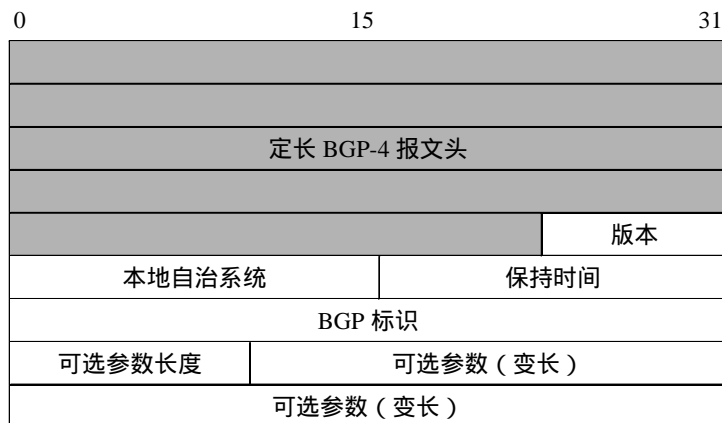 0 15 31
定长 BGP-4 报文头
版本
本地自治系统 保持时间
BGP 标识
可选参数长度 可选参数（变长）
可选参数（变长）